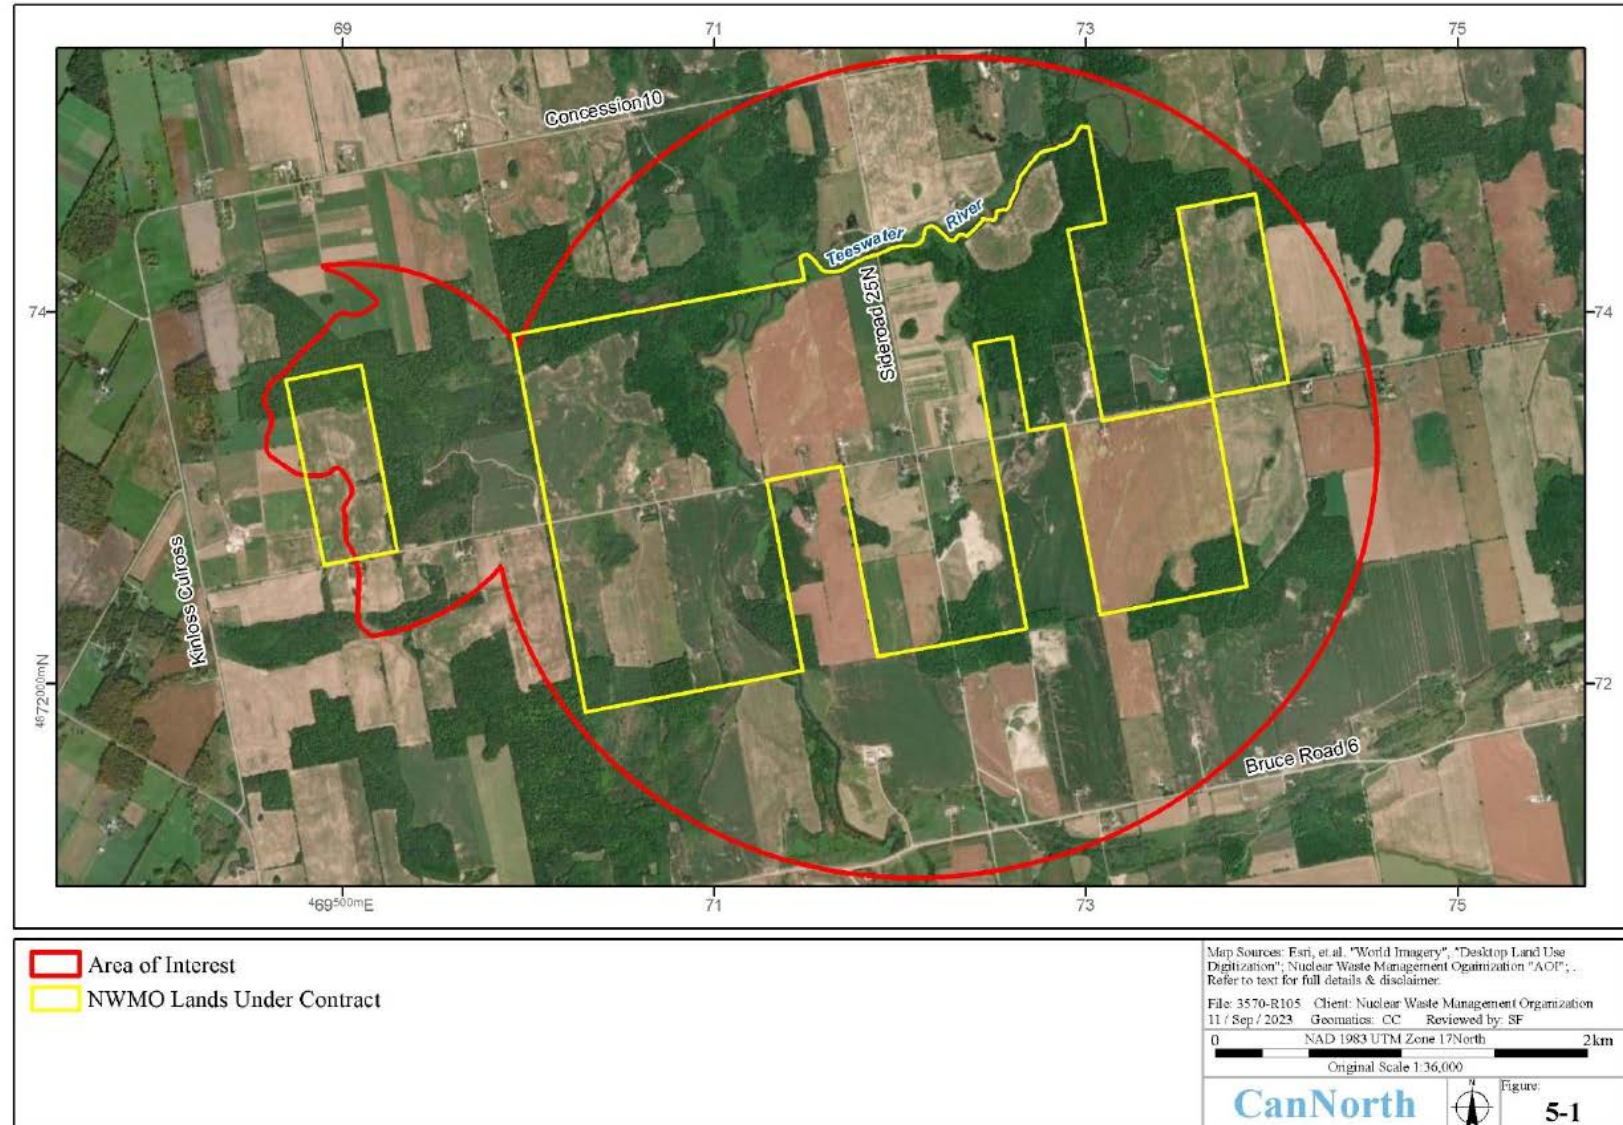 69 71 73 75
Concession 10
Teeswater River
Sideroad 25N
74 74
Kinloss Culross
4672000mN
72
Bruce Road 6
469500mE 71 73 75
Area of Interest
NWMO Lands Under Contract
Map Sources: Esri, et.al. "World Imagery", "Desktop Land Use
Digitization"; Nuclear Waste Management Ogainization "AOI"; .
Refer to text for full details & disclaimer.
File: 3570-R105 Client: Nuclear Waste Management Organization
11 / Sep / 2023 Geomatics: CC Reviewed by: SF
0 NAD 1983 UTM Zone 17North 2km
Original Scale 1:36,000
CanNorth
N
Figure:
5-1